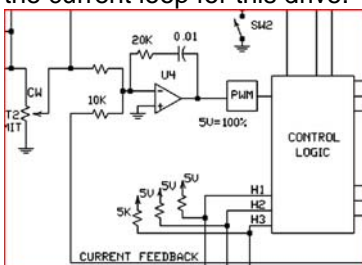 the current loop for this drive.
SW2
20K
0.01
U4
CW
10K
PWM
5V=100%
CONTROL
LOGIC
5V
5V
5V
5K
H1
H2
H3
CURRENT FEEDBACK